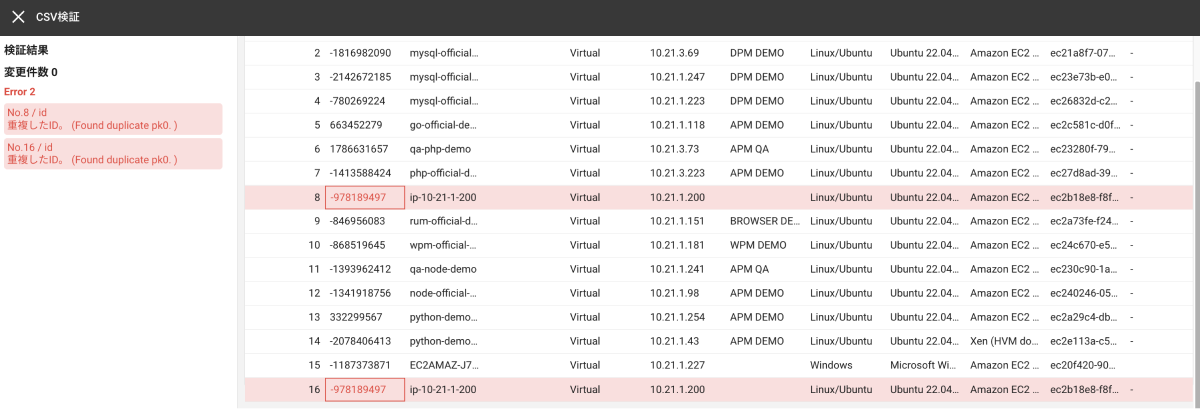 CSV検証
検証結果
変更件数 0
Error 2
No.8 / id
重複したID。 (Found duplicate pk0. )
No.16 / id
重複したID。 (Found duplicate pk0. )
2 -1816982090 mysql-official... Virtual 10.21.3.69 DPM DEMO Linux/Ubuntu Ubuntu 22.04... Amazon EC2 ... ec21a8f7-07... -
3 -2142672185 mysql-official... Virtual 10.21.1.247 DPM DEMO Linux/Ubuntu Ubuntu 22.04... Amazon EC2 ... ec23e73b-e0... -
4 -780269224 mysql-official... Virtual 10.21.1.223 DPM DEMO Linux/Ubuntu Ubuntu 22.04... Amazon EC2 ... ec26832d-c2... -
5 663452279 go-official-de... Virtual 10.21.1.118 APM DEMO Linux/Ubuntu Ubuntu 22.04... Amazon EC2 ... ec2c581c-d0f... -
6 1786631657 qa-php-demo Virtual 10.21.3.73 APM QA Linux/Ubuntu Ubuntu 22.04... Amazon EC2 ... ec23280f-79... -
7 -1413588424 php-official-d... Virtual 10.21.3.223 APM DEMO Linux/Ubuntu Ubuntu 22.04... Amazon EC2 ... ec27d8ad-39... -
8 -978189497 ip-10-21-1-200 Virtual 10.21.1.200 Linux/Ubuntu Ubuntu 22.04... Amazon EC2 ... ec2b18e8-f8f... -
9 -846956083 rum-official-d... Virtual 10.21.1.151 BROWSER DE... Linux/Ubuntu Ubuntu 22.04... Amazon EC2 ... ec2a73fe-f24... -
10 -868519645 wpm-official-... Virtual 10.21.1.181 WPM DEMO Linux/Ubuntu Ubuntu 22.04... Amazon EC2 ... ec24c670-e5... -
11 -1393962412 qa-node-demo Virtual 10.21.1.241 APM QA Linux/Ubuntu Ubuntu 22.04... Amazon EC2 ... ec230c90-1a... -
12 -1341918756 node-official-... Virtual 10.21.1.98 APM DEMO Linux/Ubuntu Ubuntu 22.04... Amazon EC2 ... ec240246-05... -
13 332299567 python-demo... Virtual 10.21.1.254 APM DEMO Linux/Ubuntu Ubuntu 22.04... Amazon EC2 ... ec2a29c4-db... -
14 -2078406413 python-demo... Virtual 10.21.1.43 APM DEMO Linux/Ubuntu Ubuntu 22.04... Xen (HVM do... ec2e113a-c5... -
15 -1187373871 EC2AMAZ-J7... Virtual 10.21.1.227 Windows Microsoft Wi... Amazon EC2 ... ec20f420-90... -
16 -978189497 ip-10-21-1-200 Virtual 10.21.1.200 Linux/Ubuntu Ubuntu 22.04... Amazon EC2 ... ec2b18e8-f8f... -